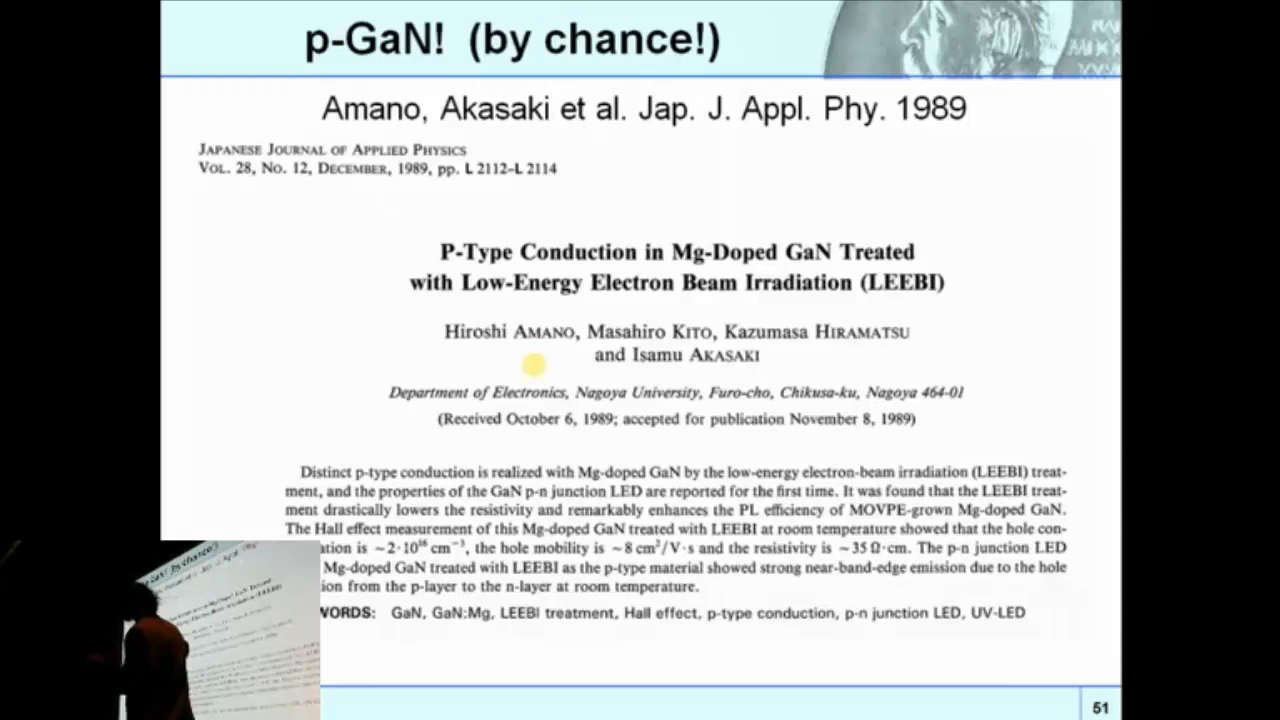 p-GaN! (by chance!)
Amano, Akasaki et al. Jap. J. Appl. Phy. 1989
JAPANESE JOURNAL OF APPLIED PHYSICS
VOL. 28, NO. 12, DECEMBER, 1989, pp. L 2112–L 2114
P-Type Conduction in Mg-Doped GaN Treated
with Low-Energy Electron Beam Irradiation (LEEBI)
Hiroshi AMANO, Masahiro KITO, Kazumasa HIRAMATSU
and Isamu AKASAKI
Department of Electronics, Nagoya University, Furo-cho, Chikusa-ku, Nagoya 464-01
(Received October 6, 1989; accepted for publication November 8, 1989)
Distinct p-type conduction is realized with Mg-doped GaN by the low-energy electron-beam irradiation (LEEBI) treat-
ment, and the properties of the GaN p-n junction LED are reported for the first time. It was found that the LEEBI treat-
ment drastically lowers the resistivity and remarkably enhances the PL efficiency of MOVPE-grown Mg-doped GaN.
The Hall effect measurement of this Mg-doped GaN treated with LEEBI at room temperature showed that the hole con-
ation is ~2·10¹⁶ cm⁻³, the hole mobility is ~8 cm²/V·s and the resistivity is ~35 Ω·cm. The p-n junction LED
Mg-doped GaN treated with LEEBI as the p-type material showed strong near-band-edge emission due to the hole
ion from the p-layer to the n-layer at room temperature.
WORDS: GaN, GaN:Mg, LEEBI treatment, Hall effect, p-type conduction, p-n junction LED, UV-LED
51